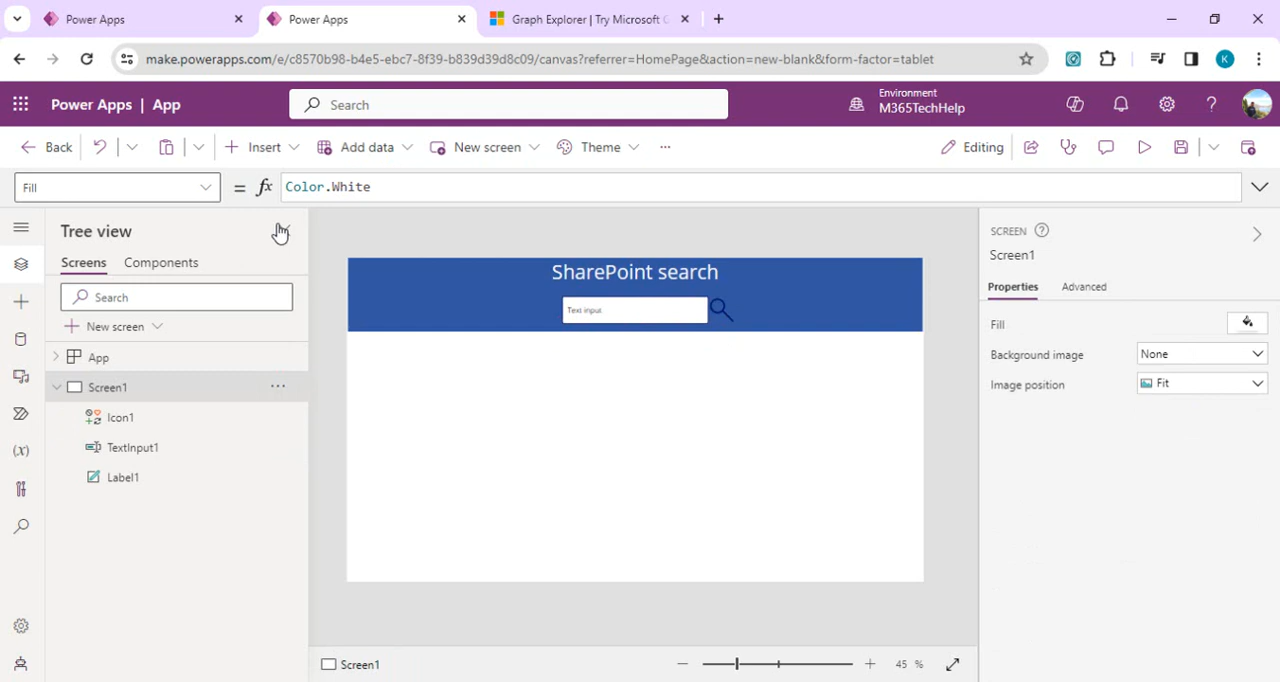 Power Apps
Power Apps
Graph Explorer | Try Microsoft G
make.powerapps.com/e/c8570b98-b4e5-ebc7-8f39-b839d39d8c09/canvas?referrer=HomePage&action=new-blank&form-factor=tablet
K
Power Apps | App
Search
Environment
M365TechHelp
?
Back
Insert
Add data
New screen
Theme
...
Editing
Fill
= fx Color.White
Tree view
Screens
Components
Search
New screen
App
Screen1
...
Icon1
TextInput1
Label1
(x)
SharePoint search
Text input
Screen1
45 %
SCREEN ?
Screen1
Properties
Advanced
Fill
Background image
None
Image position
Fit